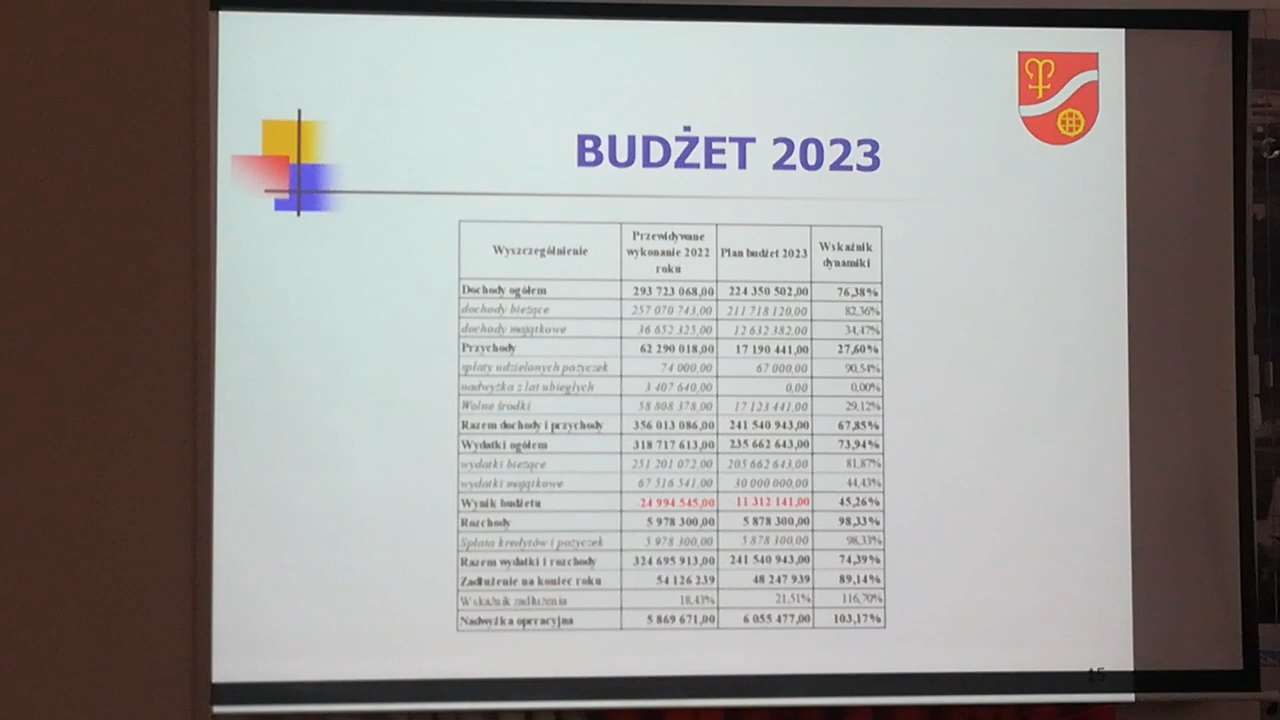 BUDŻET 2023
Wyszczególnienie Przewidywane wykonanie 2022 roku Plan budżet 2023 Wskaźnik dynamiki
Dochody ogółem 293 723 068,00 224 350 502,00 76,38%
dochody bieżące 257 070 743,00 211 718 120,00 82,36%
dochody majątkowe 36 652 325,00 12 632 382,00 34,47%
Przychody 62 290 018,00 17 190 441,00 27,60%
spłaty udzielonych pożyczek 74 000,00 67 000,00 90,54%
nadwyżka z lat ubiegłych 3 407 640,00 0,00 0,00%
Wolne środki 58 808 378,00 17 123 441,00 29,12%
Razem dochody i przychody 356 013 086,00 241 540 943,00 67,85%
Wydatki ogółem 318 717 613,00 235 662 643,00 73,94%
wydatki bieżące 251 201 072,00 205 662 643,00 81,87%
wydatki majątkowe 67 516 541,00 30 000 000,00 44,43%
Wynik budżetu 24 994 545,00 11 312 141,00 45,26%
Rozchody 5 978 300,00 5 878 300,00 98,33%
Spłata kredytów i pożyczek 5 978 300,00 5 878 300,00 98,33%
Razem wydatki i rozchody 324 695 913,00 241 540 943,00 74,39%
Zadłużenie na koniec roku 54 126 239 48 247 939 89,14%
Wskaźnik zadłużenia 18,43% 21,51% 116,70%
Nadwyżka operacyjna 5 869 671,00 6 055 477,00 103,17%
15